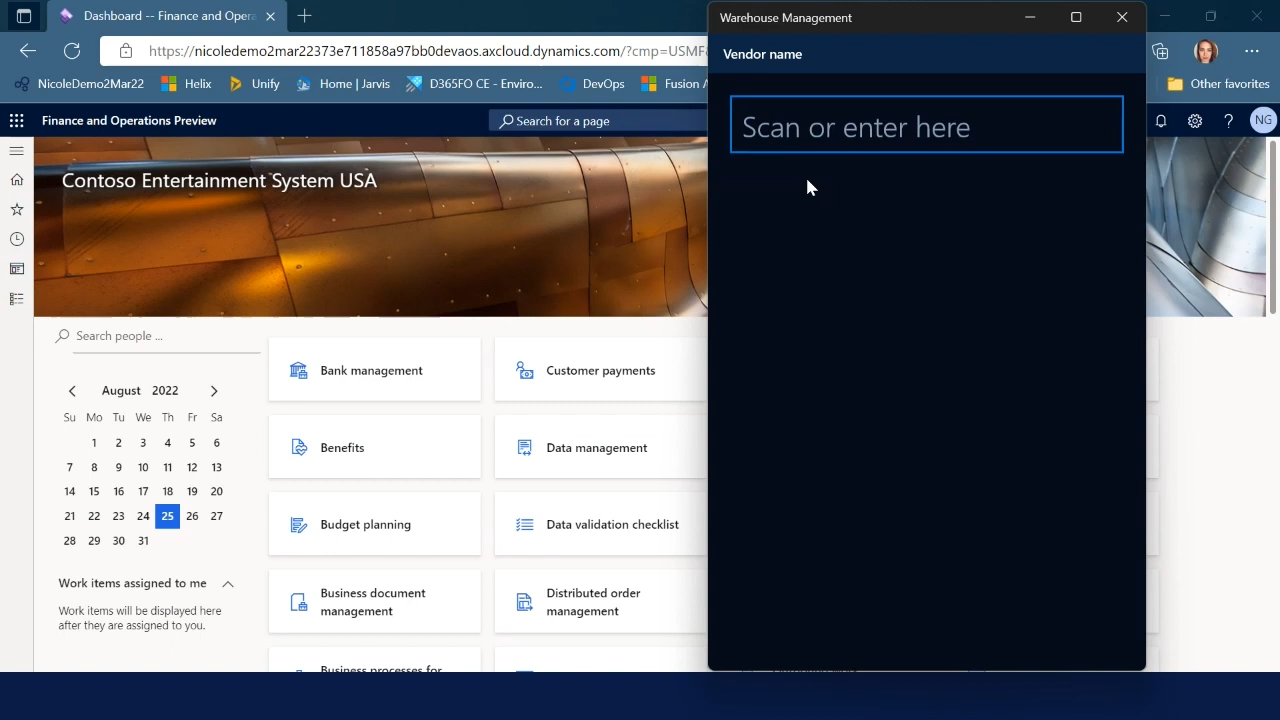 Dashboard -- Finance and Opera
https://nicoledemo2mar22373e711858a97bb0devaos.axcloud.dynamics.com/?cmp=USMF
NicoleDemo2Mar22
Helix
Unify
Home | Jarvis
D365FO CE - Enviro...
DevOps
Fusion
Other favorites
Finance and Operations Preview
Search for a page
NG
Contoso Entertainment System USA
Search people ...
August 2022
Su Mo Tu We Th Fr Sa
1 2 3 4 5 6
7 8 9 10 11 12 13
14 15 16 17 18 19 20
21 22 23 24 25 26 27
28 29 30 31
Work items assigned to me
Work items will be displayed here
after they are assigned to you.
Bank management
Customer payments
Benefits
Data management
Budget planning
Data validation checklist
Business document
management
Distributed order
management
Business processes for
Warehouse Management
Vendor name
Scan or enter here